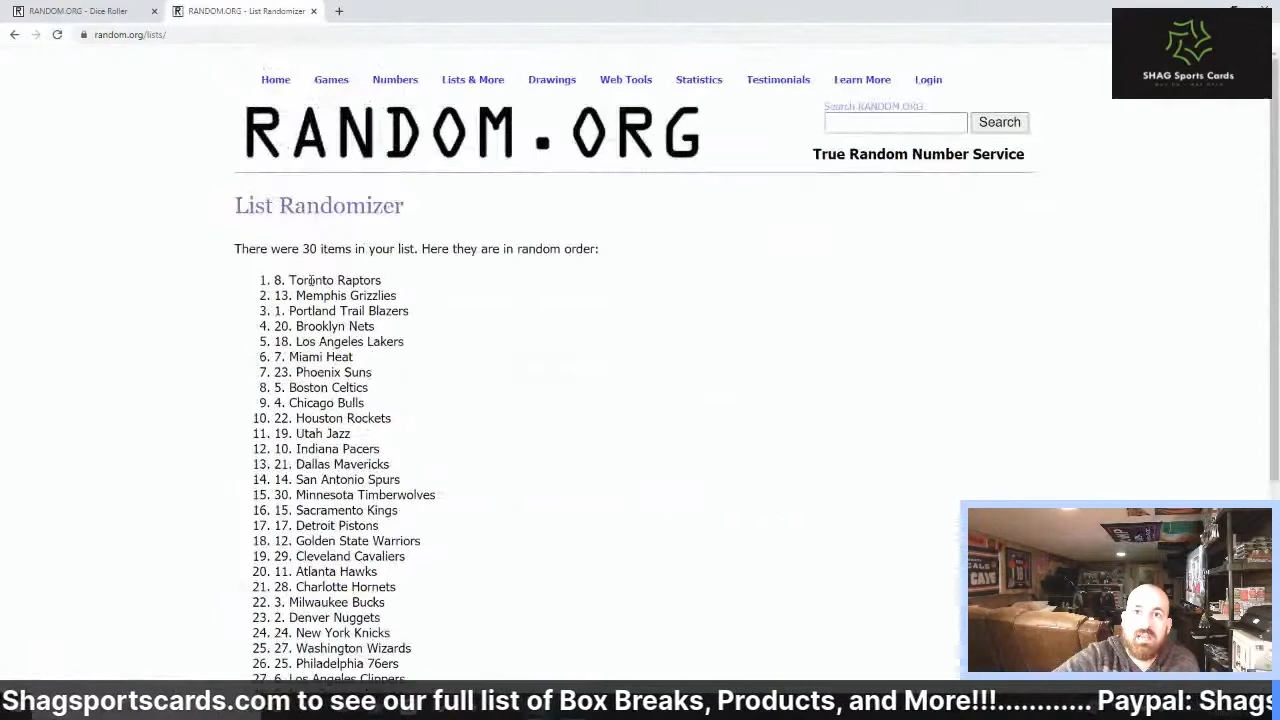 RANDOM.ORG - Dice Roller
RANDOM.ORG - List Randomizer
random.org/lists/
SHAG Sports Cards
Home Games Numbers Lists & More Drawings Web Tools Statistics Testimonials Learn More Login
Search RANDOM.ORG
RANDOM.ORG
Search
True Random Number Service
List Randomizer
There were 30 items in your list. Here they are in random order:
1. 8. Toronto Raptors
2. 13. Memphis Grizzlies
3. 1. Portland Trail Blazers
4. 20. Brooklyn Nets
5. 18. Los Angeles Lakers
6. 7. Miami Heat
7. 23. Phoenix Suns
8. 5. Boston Celtics
9. 4. Chicago Bulls
10. 22. Houston Rockets
11. 19. Utah Jazz
12. 10. Indiana Pacers
13. 21. Dallas Mavericks
14. 14. San Antonio Spurs
15. 30. Minnesota Timberwolves
16. 15. Sacramento Kings
17. 17. Detroit Pistons
18. 12. Golden State Warriors
19. 29. Cleveland Cavaliers
20. 11. Atlanta Hawks
21. 28. Charlotte Hornets
22. 3. Milwaukee Bucks
23. 2. Denver Nuggets
24. 24. New York Knicks
25. 27. Washington Wizards
26. 25. Philadelphia 76ers
27. 6. Los Angeles Clippers
Shagsportscards.com to see our full list of Box Breaks, Products, and More!!!............ Paypal: Shags